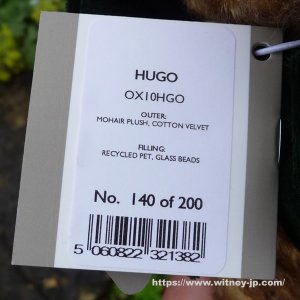 HUGO
OX10HGO
OUTER:
MOHAIR PLUSH, COTTON VELVET
FILLING:
RECYCLED PET, GLASS BEADS
No. 140 of 200
5 060822 321382
https://www.witney-jp.com/